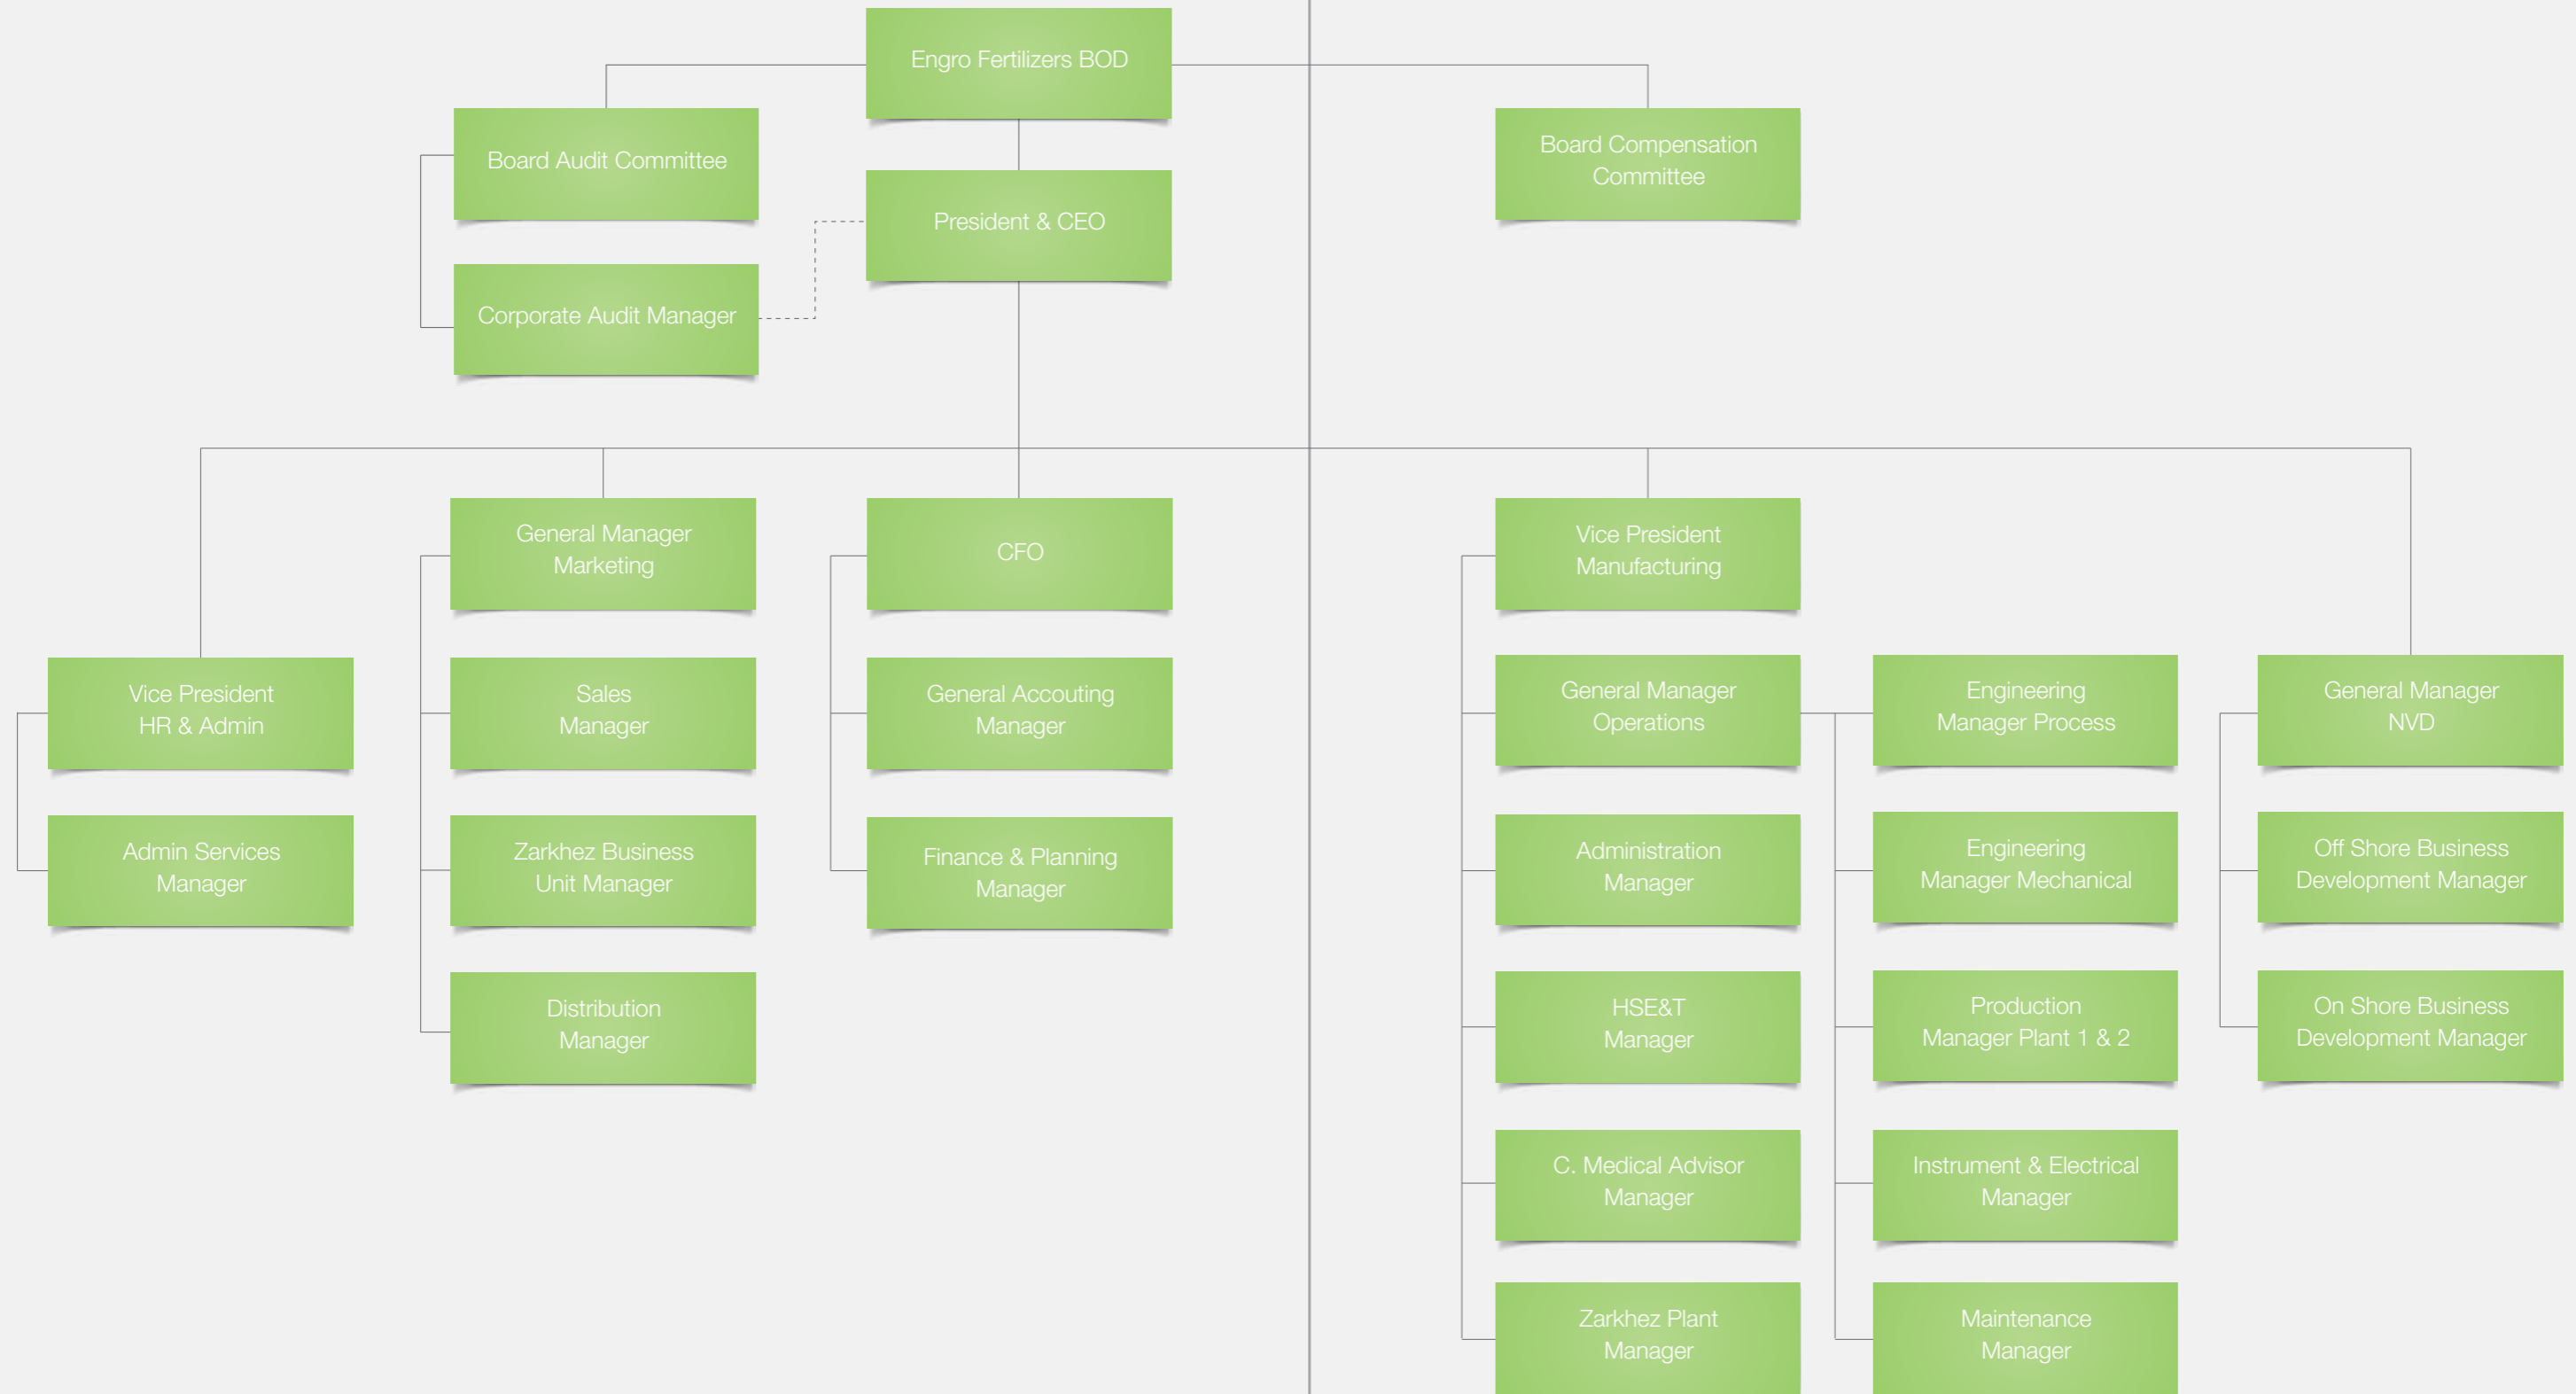 Engro Fertilizers BOD
Board Audit Committee
Board Compensation
Committee
President & CEO
Corporate Audit Manager
General Manager
Marketing
CFO
Vice President
Manufacturing
Vice President
HR & Admin
Sales
Manager
General Accouting
Manager
General Manager
Operations
Engineering
Manager Process
General Manager
NVD
Admin Services
Manager
Zarkhez Business
Unit Manager
Finance & Planning
Manager
Administration
Manager
Engineering
Manager Mechanical
Off Shore Business
Development Manager
Distribution
Manager
HSE&T
Manager
Production
Manager Plant 1 & 2
On Shore Business
Development Manager
C. Medical Advisor
Manager
Instrument & Electrical
Manager
Zarkhez Plant
Manager
Maintenance
Manager